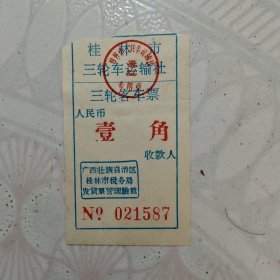 桂林市
三轮车运输社
三轮客车票
人民币
壹角
收款人
广西壮族自治区
桂林市税务局
发货票管理验戳
№ 021587